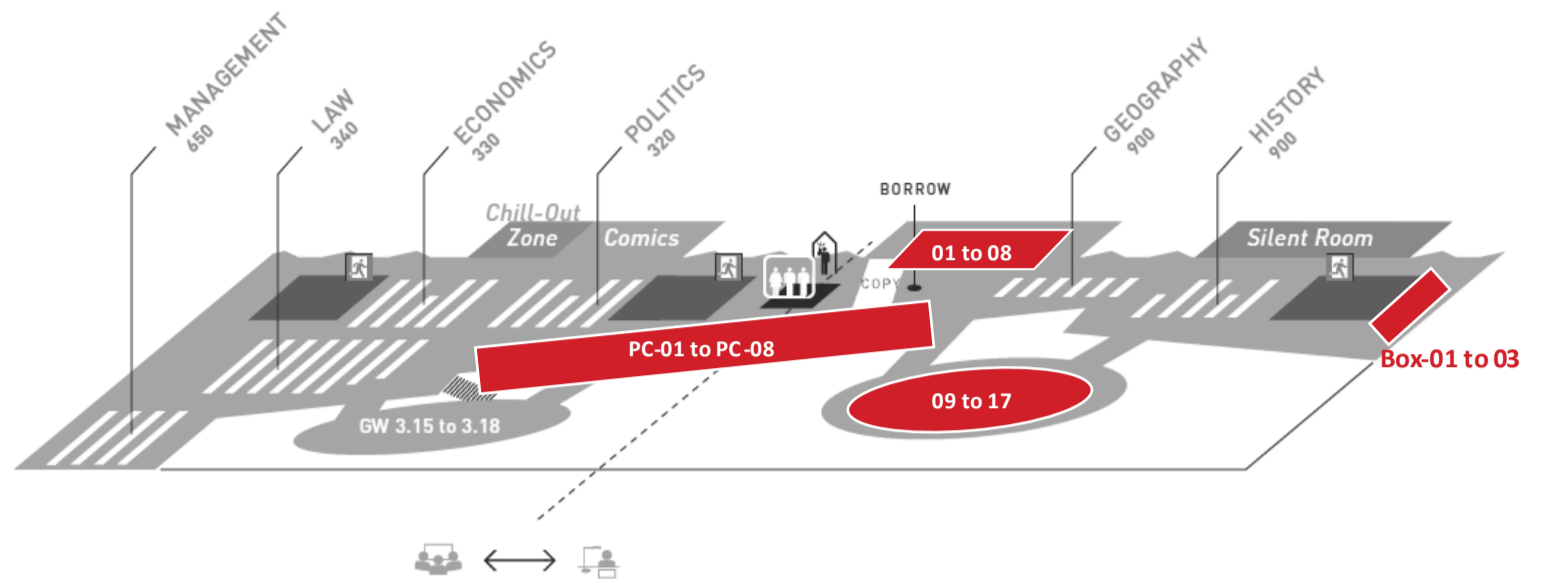 MANAGEMENT
650
LAW
340
ECONOMICS
330
POLITICS
320
GEOGRAPHY
900
HISTORY
900
BORROW
Chill-Out
Zone
Comics
01 to 08
Silent Room
COPY
PC-01 to PC-08
Box-01 to 03
09 to 17
GW 3.15 to 3.18